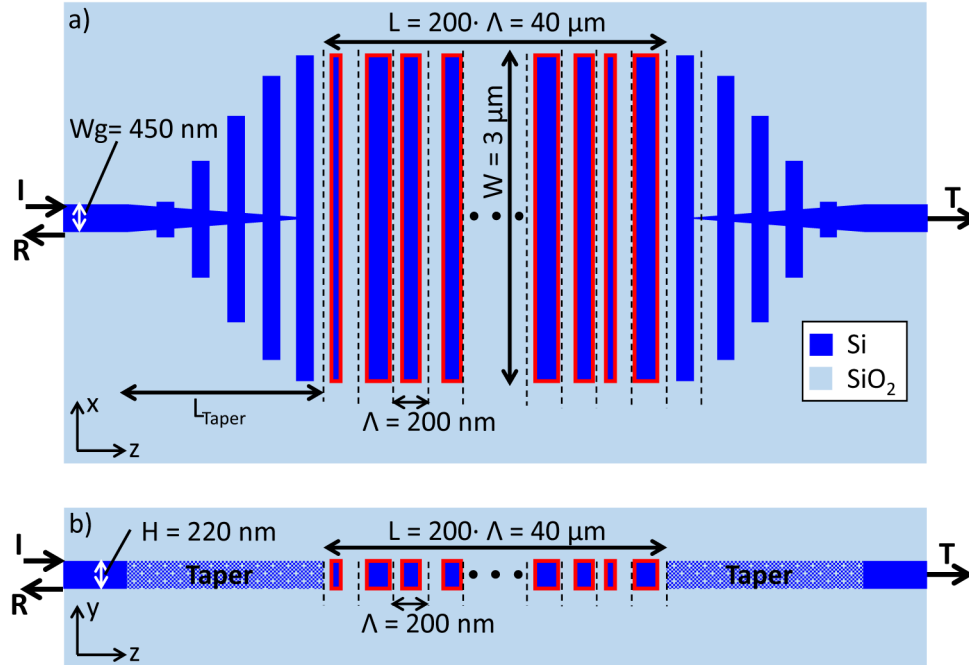 a)
L = 200· Λ = 40 µm
Wg= 450 nm
W = 3 µm
I
R
T
Si
SiO2
LTaper
Λ = 200 nm
x
z
b)
H = 220 nm
L = 200· Λ = 40 µm
I
R
Taper
Taper
T
Λ = 200 nm
y
z